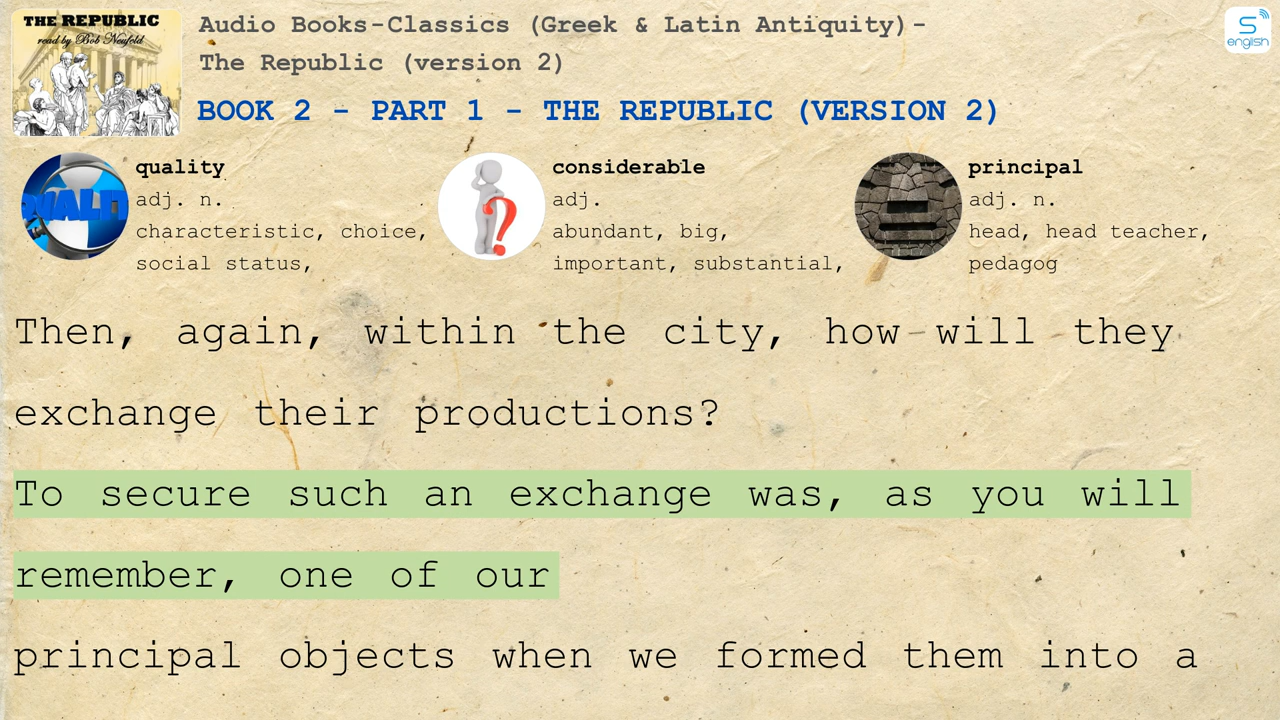 THE REPUBLIC
read by Bob Neufeld
Audio Books-Classics (Greek & Latin Antiquity)-
The Republic (version 2)
BOOK 2 - PART 1 - THE REPUBLIC (VERSION 2)
S
english
QUALIT
quality
adj. n.
characteristic, choice,
social status,
considerable
adj.
abundant, big,
important, substantial,
principal
adj. n.
head, head teacher,
pedagog
Then, again, within the city, how will they
exchange their productions?
To secure such an exchange was, as you will
remember, one of our
principal objects when we formed them into a